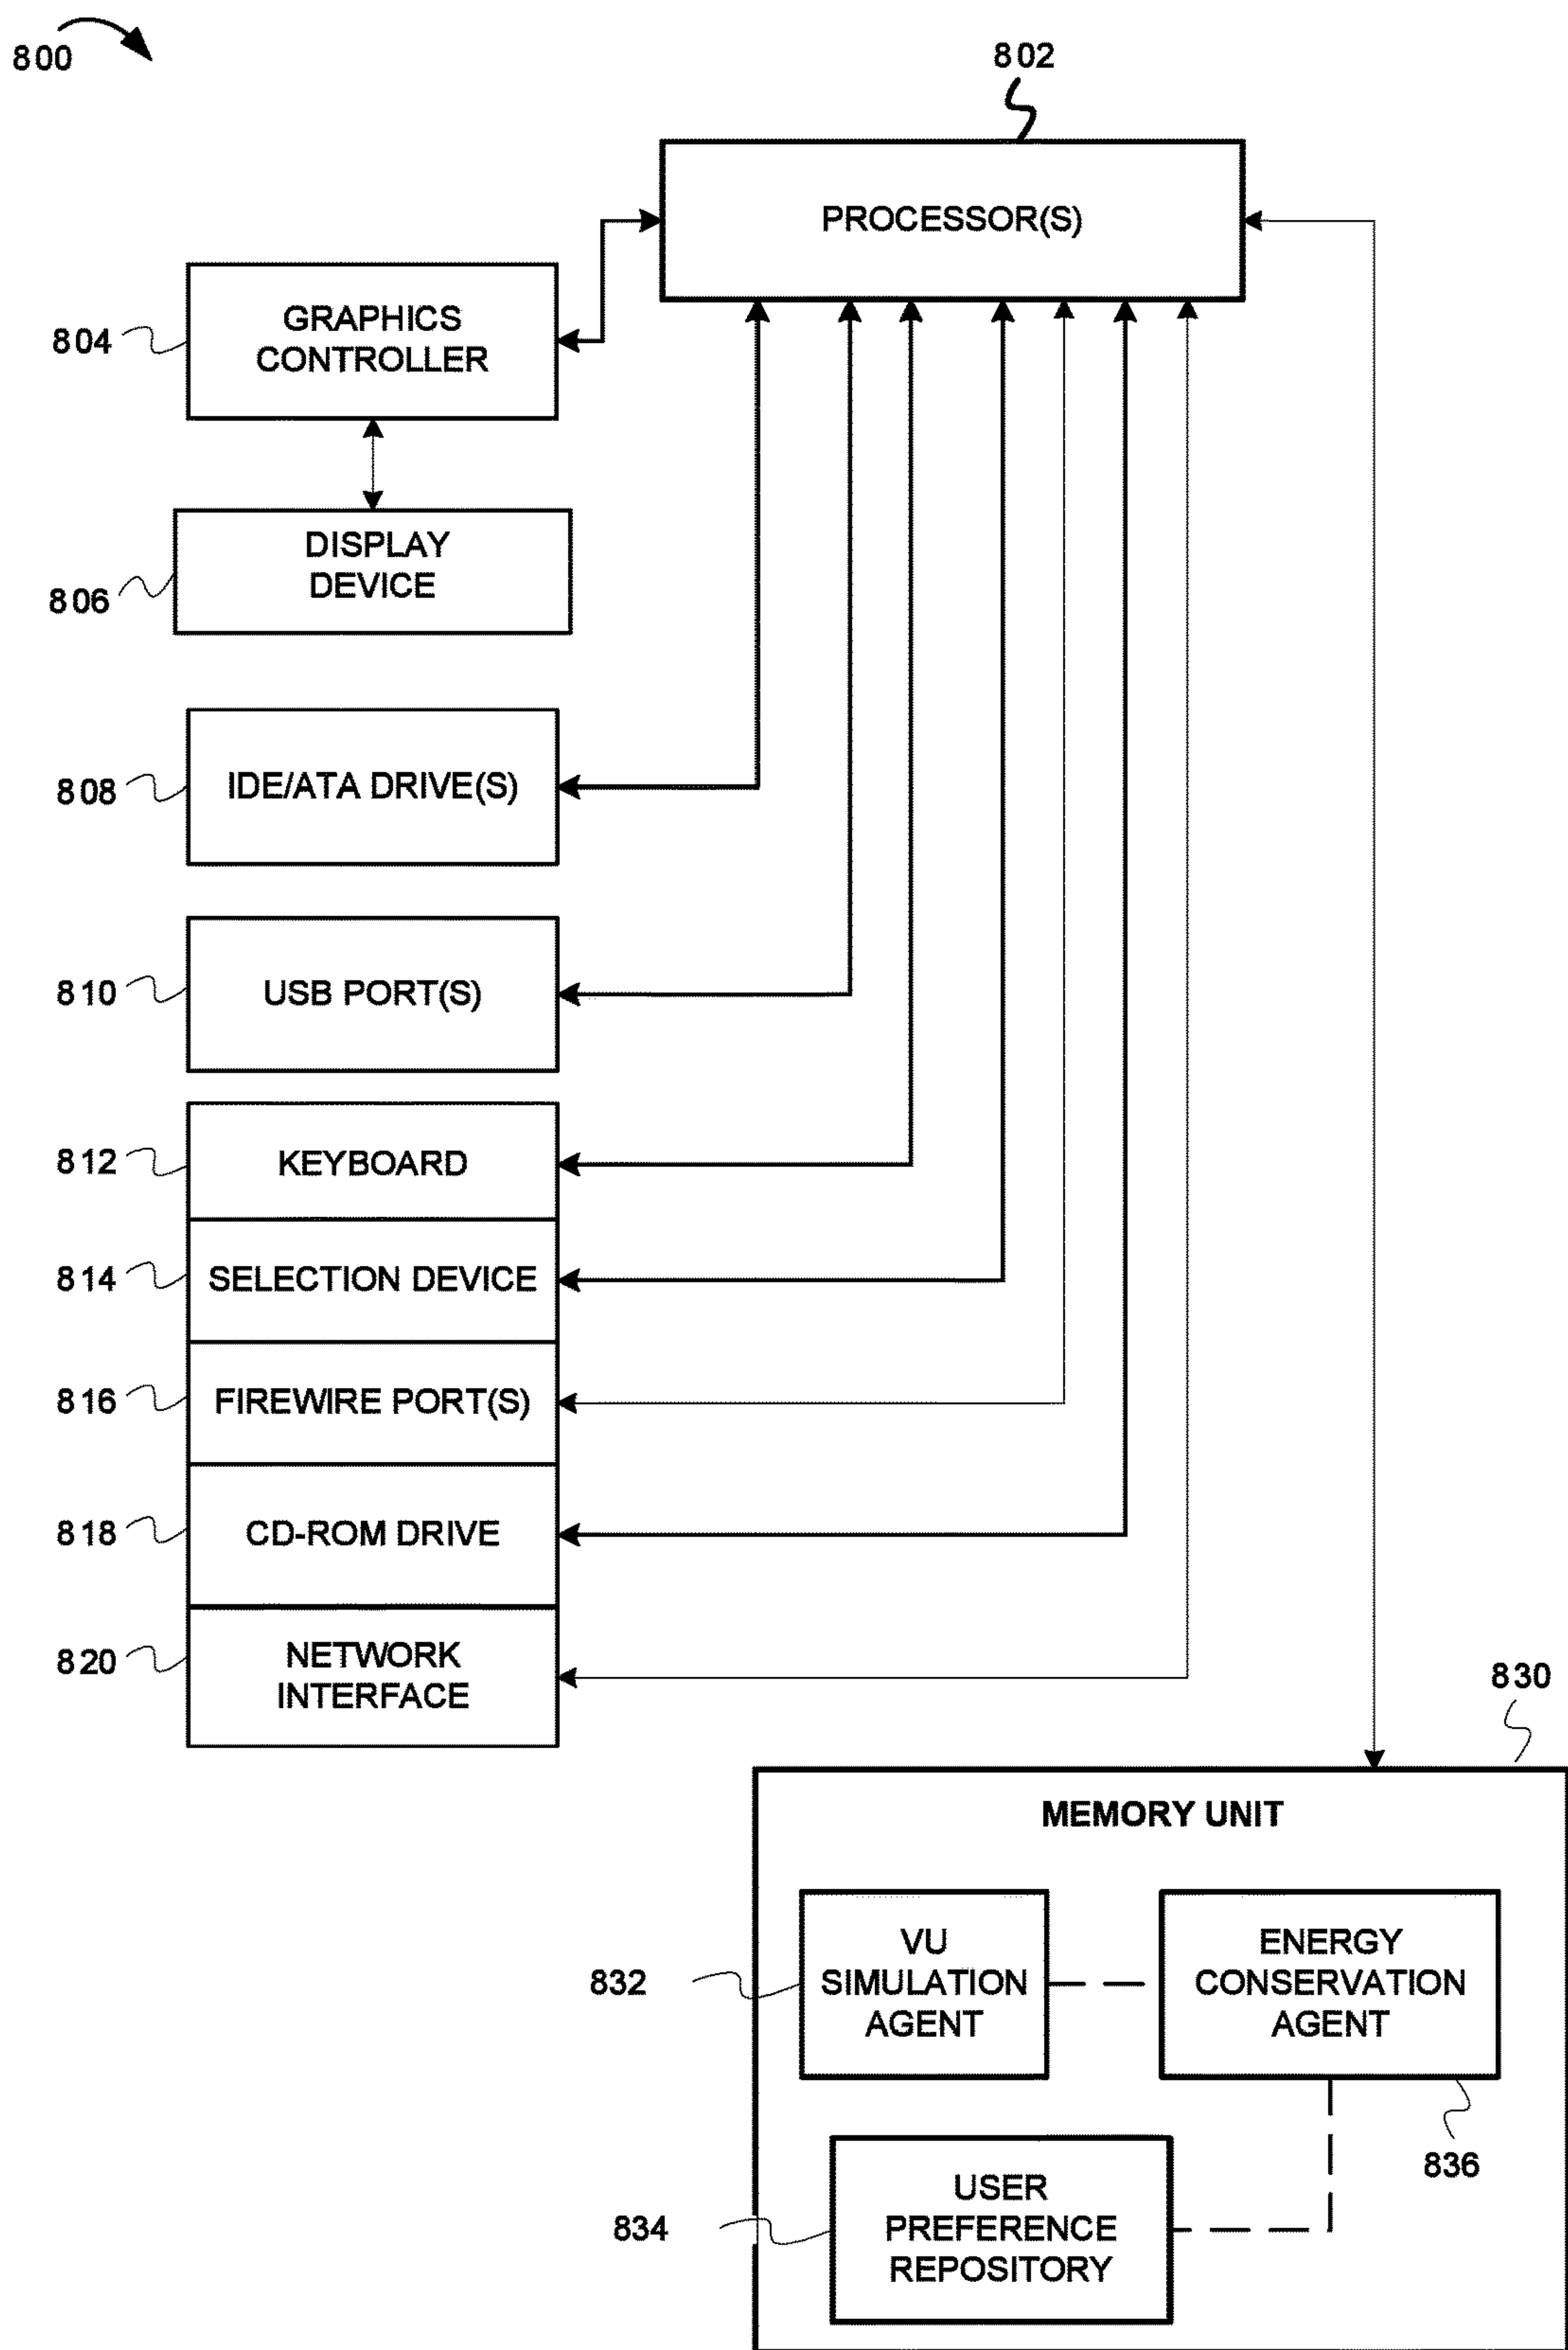 800
802
PROCESSOR(S)
804
GRAPHICS
CONTROLLER
806
DISPLAY
DEVICE
808
IDE/ATA DRIVE(S)
810
USB PORT(S)
812
KEYBOARD
814
SELECTION DEVICE
816
FIREWIRE PORT(S)
818
CD-ROM DRIVE
820
NETWORK
INTERFACE
830
MEMORY UNIT
832
VU
SIMULATION
AGENT
ENERGY
CONSERVATION
AGENT
836
834
USER
PREFERENCE
REPOSITORY